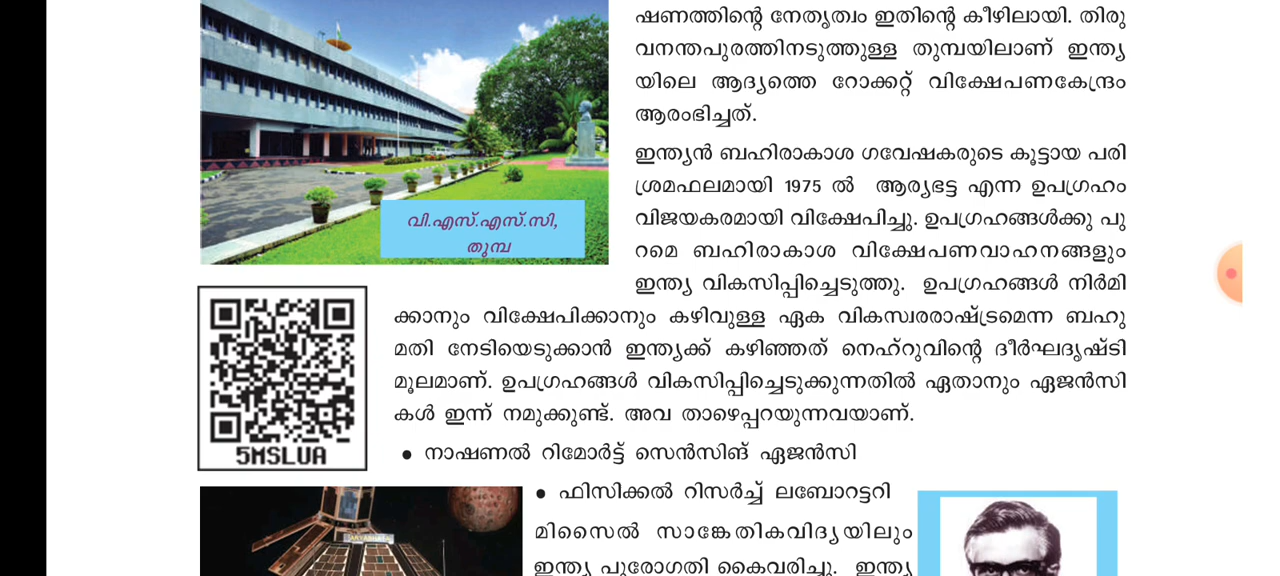 ഷണത്തിന്റെ നേതൃത്വം ഇതിന്റെ കീഴിലായി. തിരു
വനന്തപുരത്തിനടുത്തുള്ള തുമ്പയിലാണ് ഇന്ത്യ
യിലെ ആദ്യത്തെ റോക്കറ്റ് വിക്ഷേപണകേന്ദ്രം
ആരംഭിച്ചത്.
ഇന്ത്യൻ ബഹിരാകാശ ഗവേഷകരുടെ കൂട്ടായ പരി
ശ്രമഫലമായി 1975 ൽ ആര്യഭട്ട എന്ന ഉപഗ്രഹം
വിജയകരമായി വിക്ഷേപിച്ചു. ഉപഗ്രഹങ്ങൾക്കു പു
റമെ ബഹിരാകാശ വിക്ഷേപണവാഹനങ്ങളും
ഇന്ത്യ വികസിപ്പിച്ചെടുത്തു. ഉപഗ്രഹങ്ങൾ നിർമി
ക്കാനും വിക്ഷേപിക്കാനും കഴിവുള്ള ഏക വികസ്വരരാഷ്ട്രമെന്ന ബഹു
മതി നേടിയെടുക്കാൻ ഇന്ത്യക്ക് കഴിഞ്ഞത് നെഹ്റുവിന്റെ ദീർഘദൃഷ്ടി
മൂലമാണ്. ഉപഗ്രഹങ്ങൾ വികസിപ്പിച്ചെടുക്കുന്നതിൽ ഏതാനും ഏജൻസി
കൾ ഇന്ന് നമുക്കുണ്ട്. അവ താഴെപ്പറയുന്നവയാണ്.
• നാഷണൽ റിമോർട്ട് സെൻസിങ് ഏജൻസി
• ഫിസിക്കൽ റിസർച്ച് ലബോറട്ടറി
മിസൈൽ സാങ്കേതികവിദ്യയിലും
ഇന്ത്യ പുരോഗതി കൈവരിച്ചു. ഇന്ത്യ
വി.എസ്.എസ്.സി,
തുമ്പ
5MSLUA